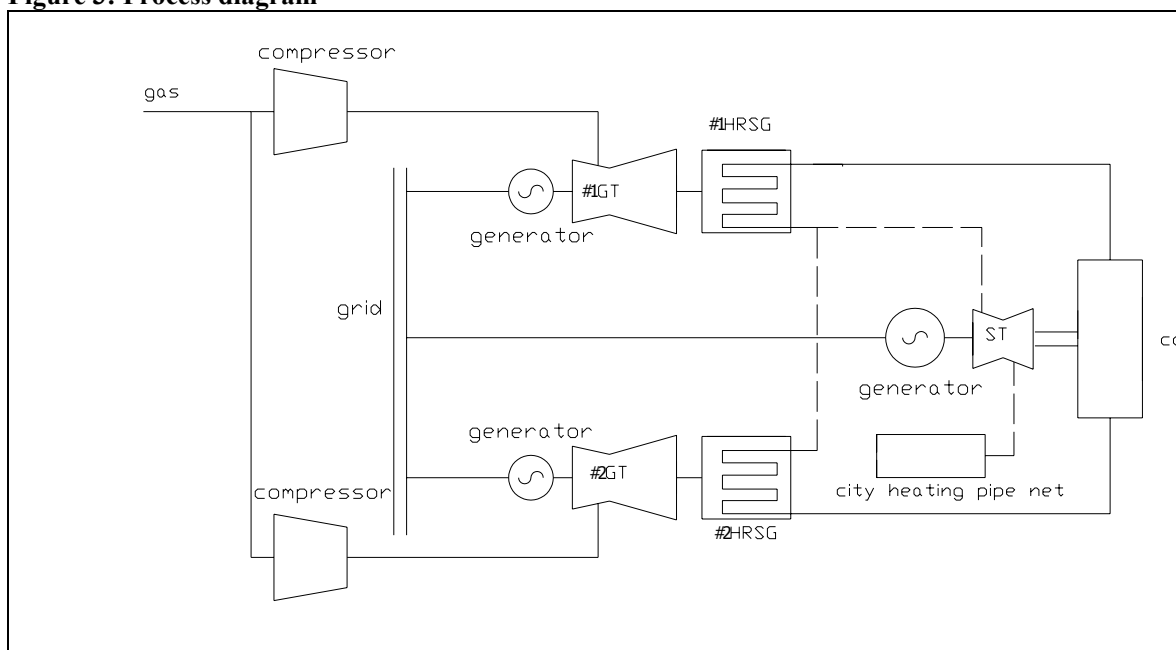 Figure 3: Process diagram
compressor
gas
#1HRSG
#1GT
generator
grid
ST
co
generator
generator
#2GT
compressor
city heating pipe net
#2HRSG